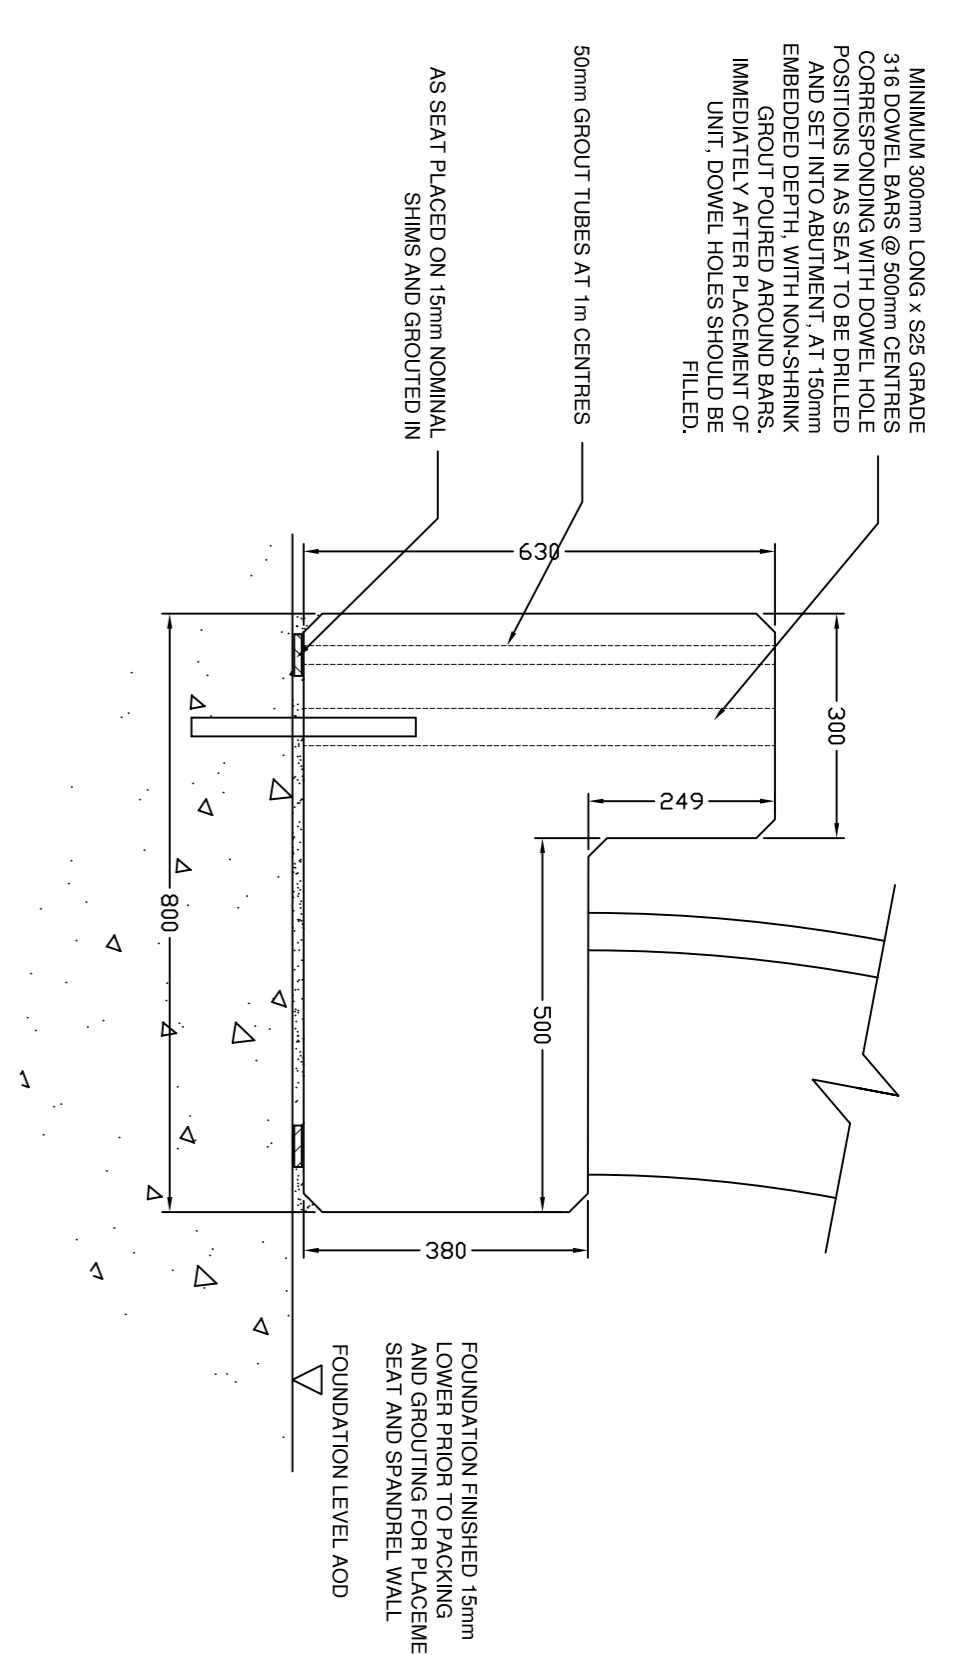 MINIMUM 300mm LONG x S25 GRADE
316 DOWEL BARS @ 500mm CENTRES
CORRESPONDING WITH DOWEL HOLE
POSITIONS IN AS SEAT TO BE DRILLED
AND SET INTO ABUTMENT, AT 150mm
EMBEDDED DEPTH, WITH NON-SHRINK
GROUT POURED AROUND BARS.
IMMEDIATELY AFTER PLACEMENT OF
UNIT, DOWEL HOLES SHOULD BE
FILLED.
50mm GROUT TUBES AT 1m CENTRES
AS SEAT PLACED ON 15mm NOMINAL
SHIMS AND GROUTED IN
300
630
249
500
380
800
FOUNDATION FINISHED 15mm
LOWER PRIOR TO PACKING
AND GROUTING FOR PLACEME
SEAT AND SPANDREL WALL
FOUNDATION LEVEL AOD